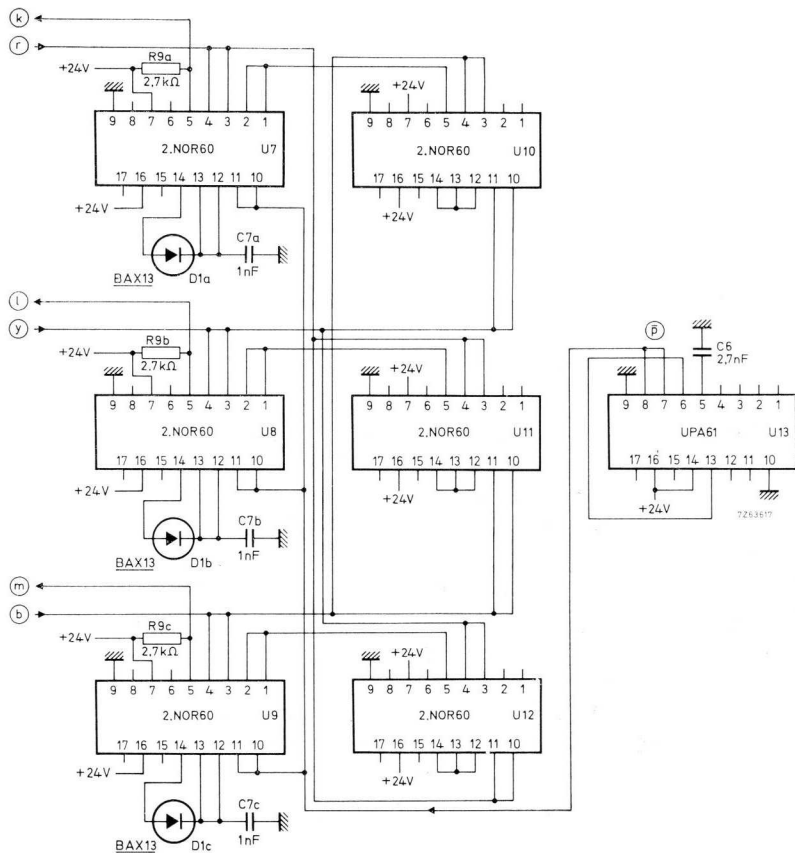 k
r
R9a
+24V
2,7kΩ
+24V
9 8 7 6 5 4 3 2 1
9 8 7 6 5 4 3 2 1
2.NOR60 U7
2.NOR60 U10
17 16 15 14 13 12 11 10
17 16 15 14 13 12 11 10
+24V
+24V
C7a
1nF
BAX13 D1a
l
y
p̄
R9b
+24V
2,7kΩ
+24V
C6
2,7nF
9 8 7 6 5 4 3 2 1
9 8 7 6 5 4 3 2 1
9 8 7 6 5 4 3 2 1
2.NOR60 U8
2.NOR60 U11
UPA61 U13
17 16 15 14 13 12 11 10
17 16 15 14 13 12 11 10
17 16 15 14 13 12 11 10
+24V
+24V
+24V
7Z63617
C7b
1nF
BAX13 D1b
m
b
R9c
+24V
2,7kΩ
+24V
9 8 7 6 5 4 3 2 1
9 8 7 6 5 4 3 2 1
2.NOR60 U9
2.NOR60 U12
17 16 15 14 13 12 11 10
17 16 15 14 13 12 11 10
+24V
+24V
C7c
1nF
BAX13 D1c